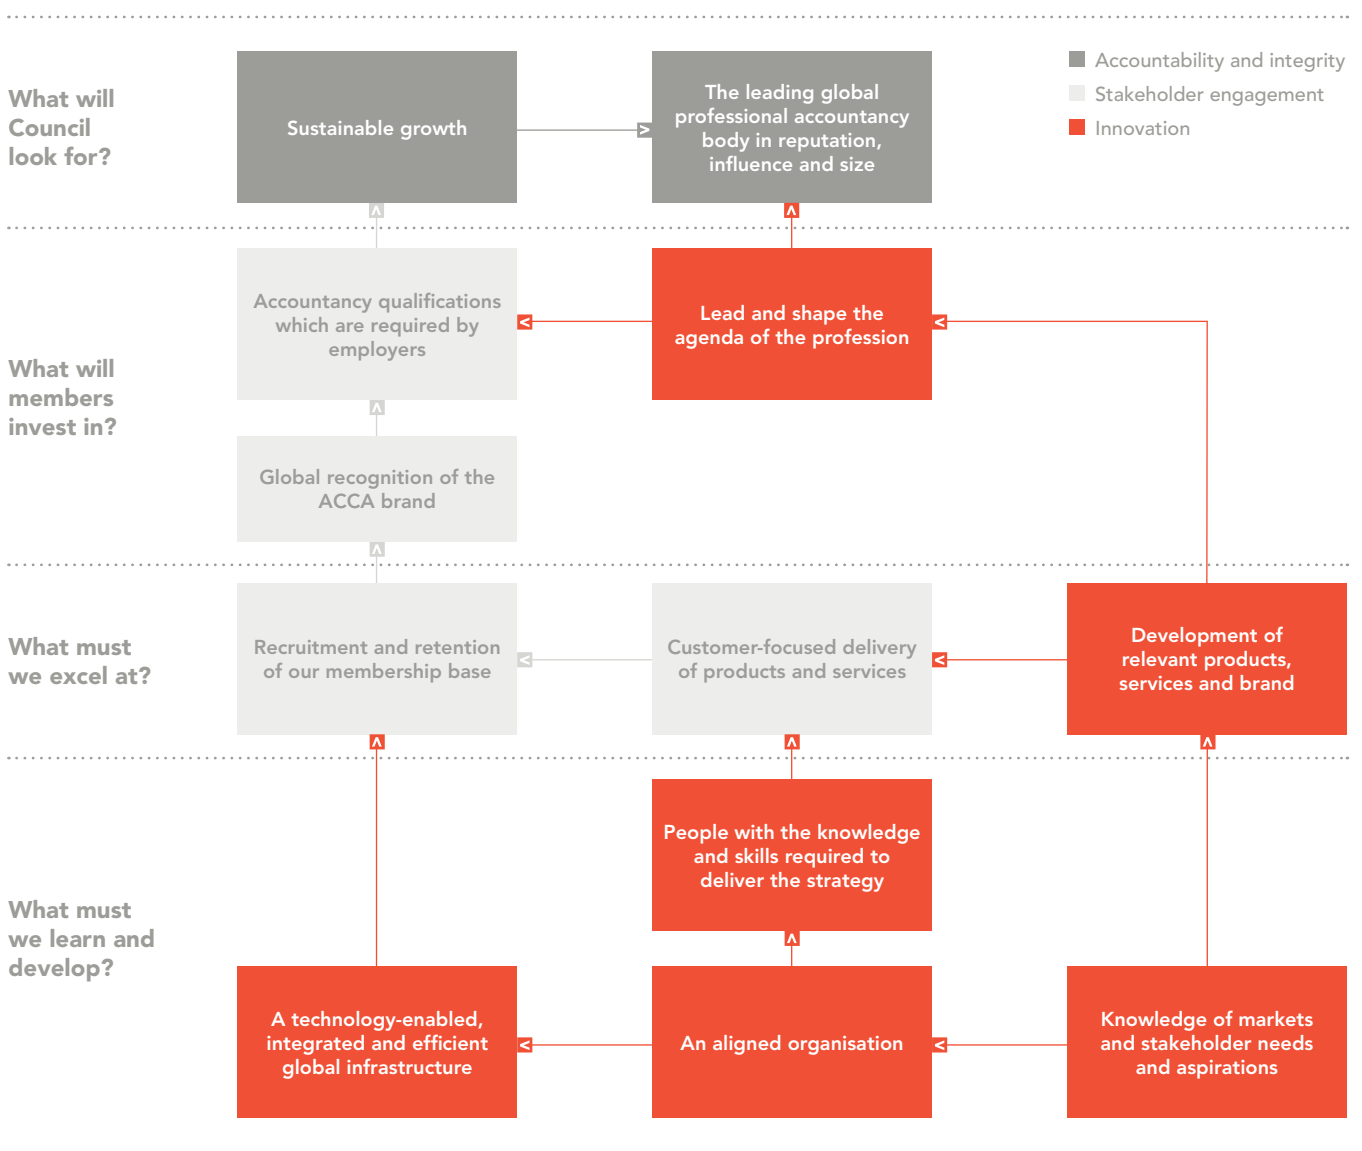 What will
Council
look for?
Sustainable growth
The leading global
professional accountancy
body in reputation,
influence and size
Accountability and integrity
Stakeholder engagement
Innovation
What will
members
invest in?
Accountancy qualifications
which are required by
employers
Lead and shape the
agenda of the profession
Global recognition of the
ACCA brand
What must
we excel at?
Recruitment and retention
of our membership base
Customer-focused delivery
of products and services
Development of
relevant products,
services and brand
What must
we learn and
develop?
People with the knowledge
and skills required to
deliver the strategy
A technology-enabled,
integrated and efficient
global infrastructure
An aligned organisation
Knowledge of markets
and stakeholder needs
and aspirations